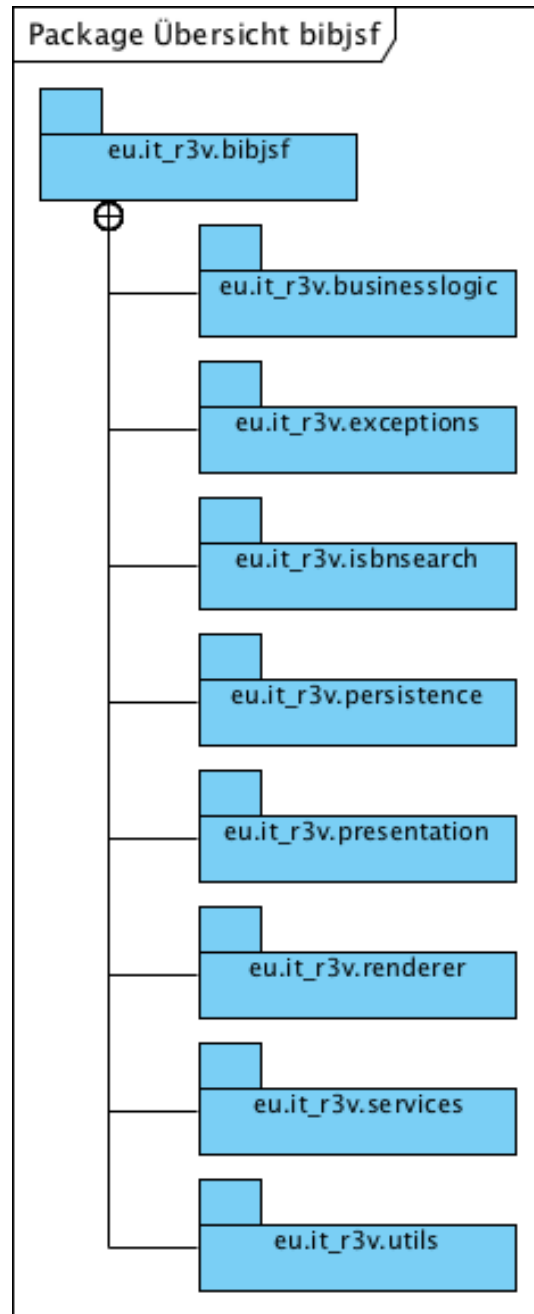 Package Übersicht bibjsf
eu.it_r3v.bibjsf
eu.it_r3v.businesslogic
eu.it_r3v.exceptions
eu.it_r3v.isbnsearch
eu.it_r3v.persistence
eu.it_r3v.presentation
eu.it_r3v.renderer
eu.it_r3v.services
eu.it_r3v.utils